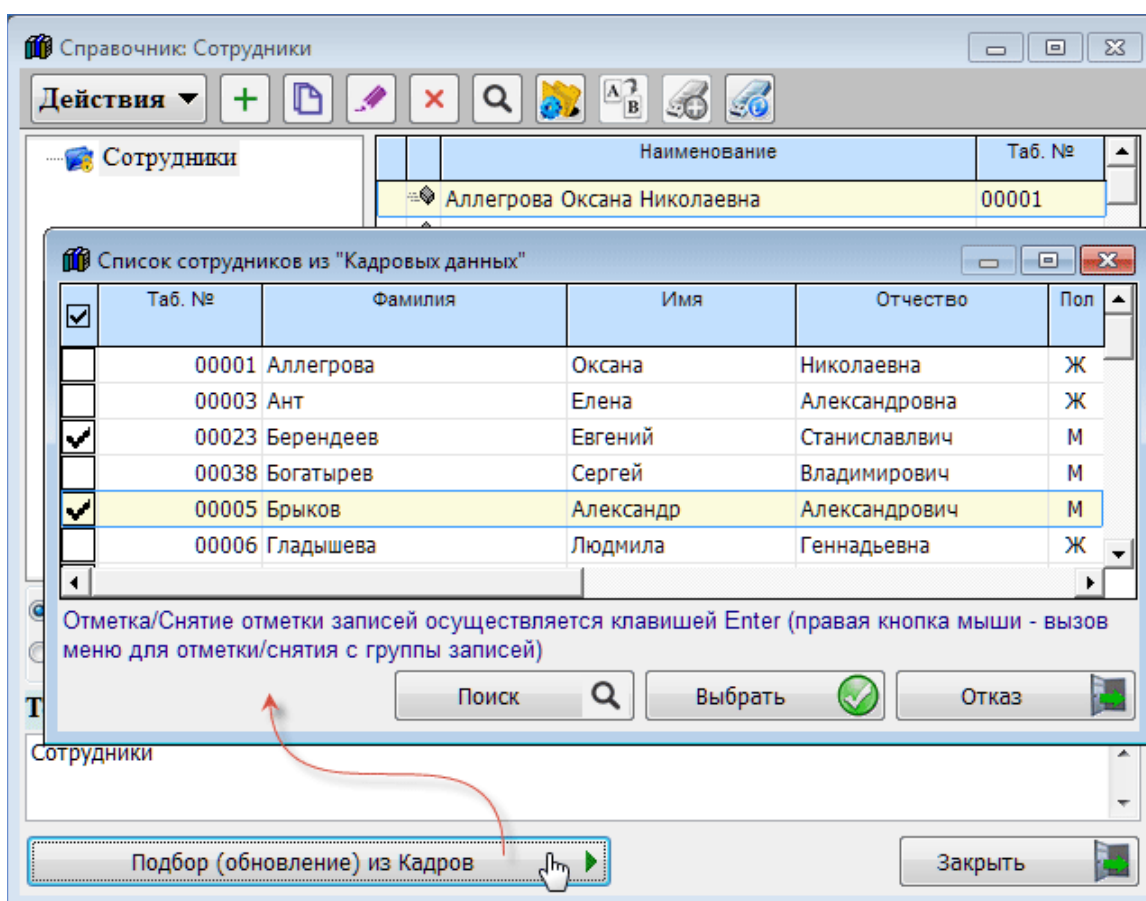 Справочник: Сотрудники
Действия
A B
Сотрудники
Наименование Таб. №
Аллегрова Оксана Николаевна 00001
Список сотрудников из "Кадровых данных"
Таб. № Фамилия Имя Отчество Пол
00001 Аллегрова Оксана Николаевна Ж
00003 Ант Елена Александровна Ж
00023 Берендеев Евгений Станиславлвич М
00038 Богатырев Сергей Владимирович М
00005 Брыков Александр Александрович М
00006 Гладышева Людмила Геннадьевна Ж
Отметка/Снятие отметки записей осуществляется клавишей Enter (правая кнопка мыши - вызов
меню для отметки/снятия с группы записей)
Поиск Выбрать Отказ
Сотрудники
Подбор (обновление) из Кадров Закрыть